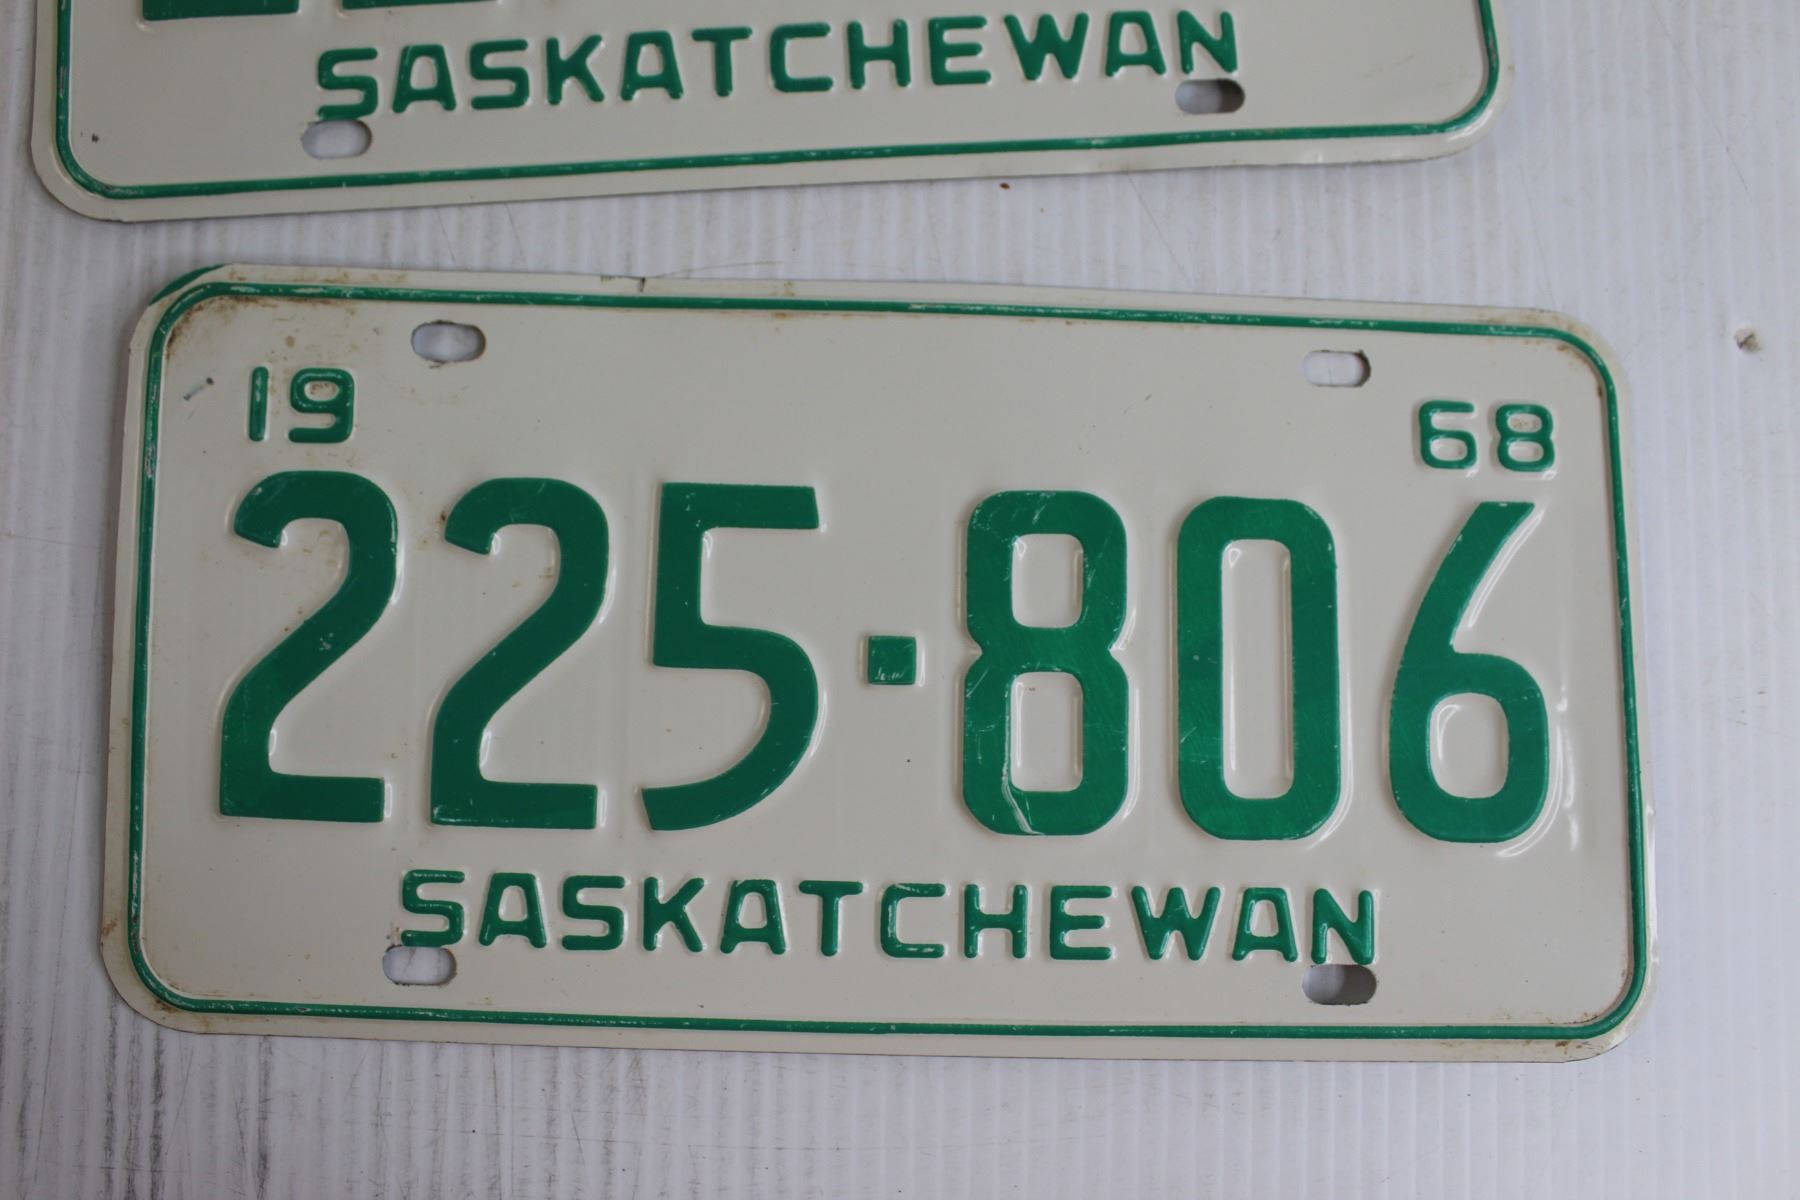 SASKATCHEWAN
19 68
225-806
SASKATCHEWAN